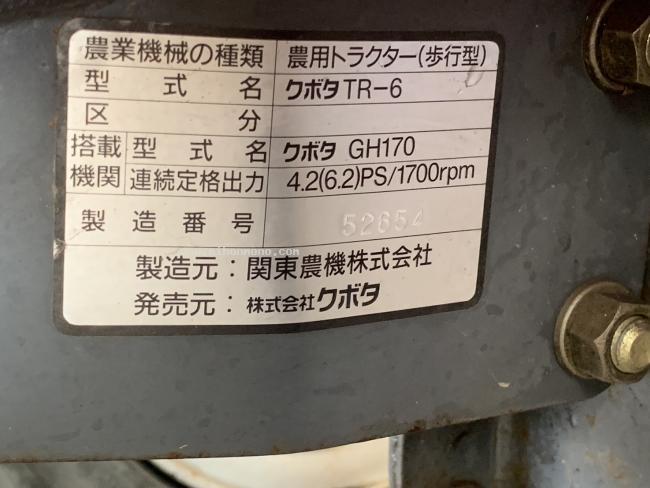 農業機械の種類 農用トラクター(歩行型)
型式名 クボタTR-6
区分
搭載機関 型式名 クボタ GH170
連続定格出力 4.2(6.2)PS/1700rpm
製造番号 52654
製造元：関東農機株式会社
発売元：株式会社クボタ